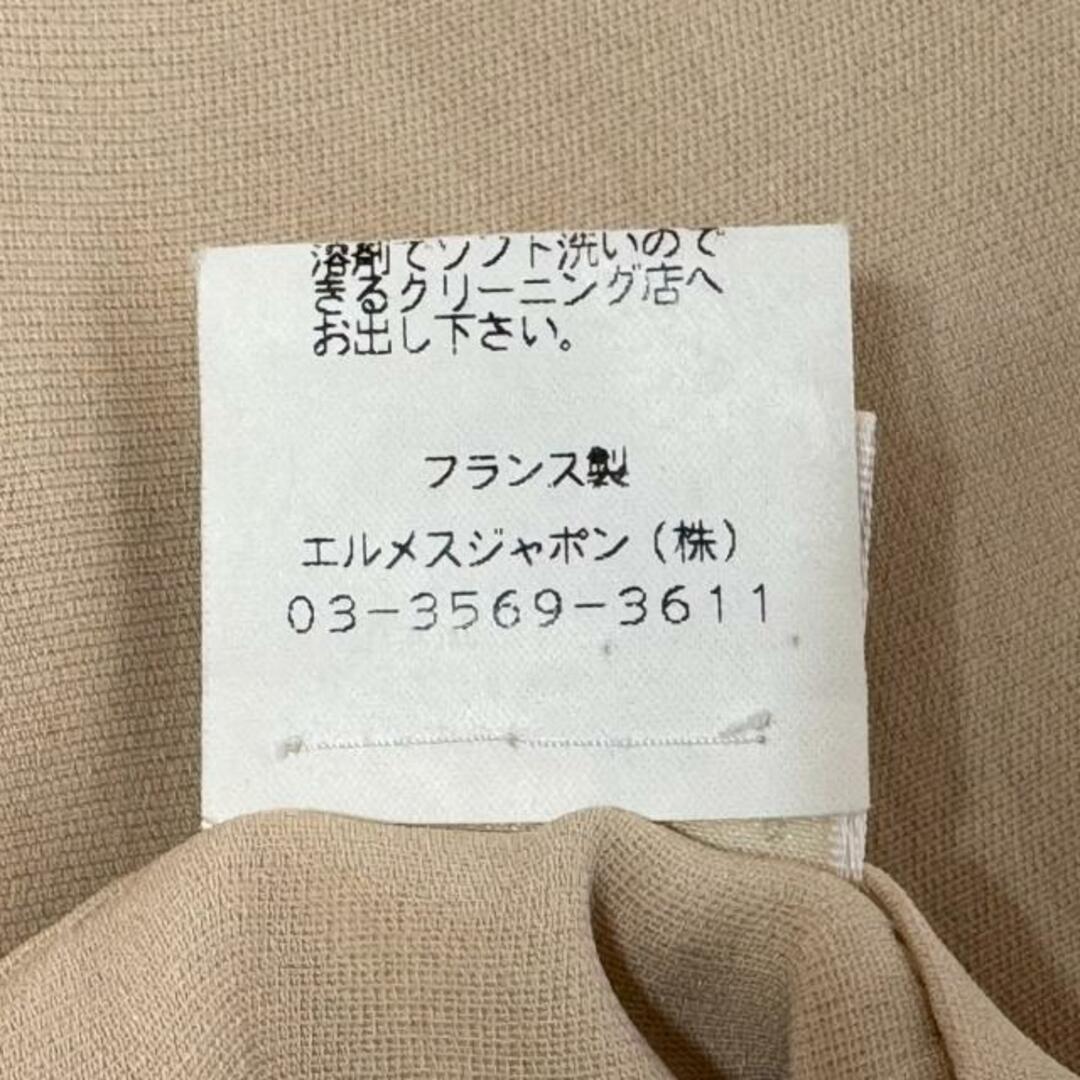 溶剤でソフト洗いので
きるクリーニング店へ
お出し下さい。
フランス製
エルメスジャポン(株)
03-3569-3611